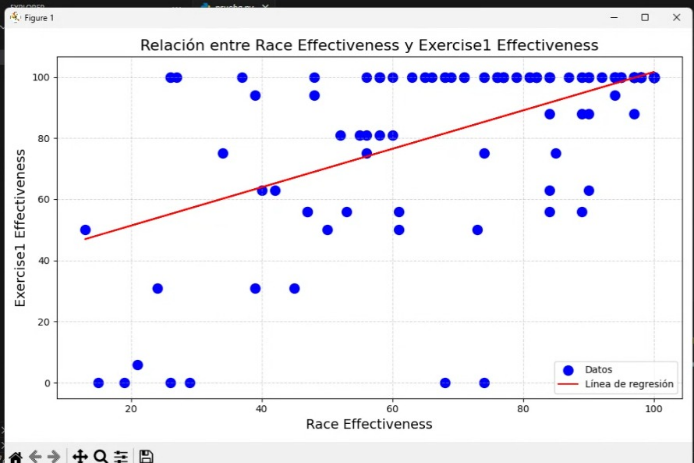 Figure 1
Relación entre Race Effectiveness y Exercise1 Effectiveness
Exercise1 Effectiveness
100
80
60
40
20
0
20 40 60 80 100
Race Effectiveness
Datos
Línea de regresión